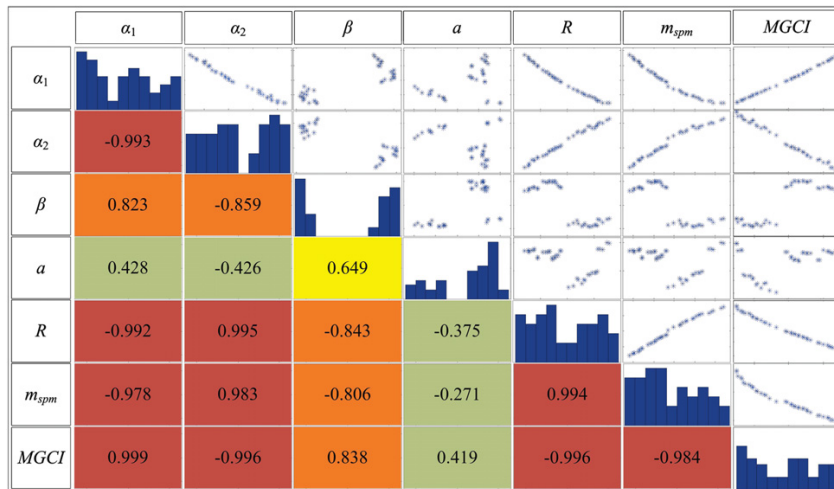 α₁ α₂ β a R mₛₚₘ MGCI
α₁
α₂ -0.993
β 0.823 -0.859
a 0.428 -0.426 0.649
R -0.992 0.995 -0.843 -0.375
mₛₚₘ -0.978 0.983 -0.806 -0.271 0.994
MGCI 0.999 -0.996 0.838 0.419 -0.996 -0.984